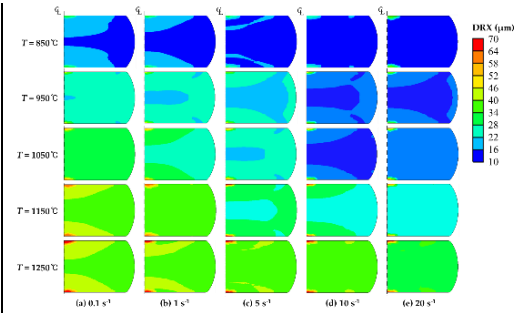 ℄ ℄ ℄ ℄ ℄
DRX (μm)
T = 850℃
70
64
58
52
46
40
34
28
22
16
10
T = 950℃
T = 1050℃
T = 1150℃
T = 1250℃
(a) 0.1 s⁻¹ (b) 1 s⁻¹ (c) 5 s⁻¹ (d) 10 s⁻¹ (e) 20 s⁻¹